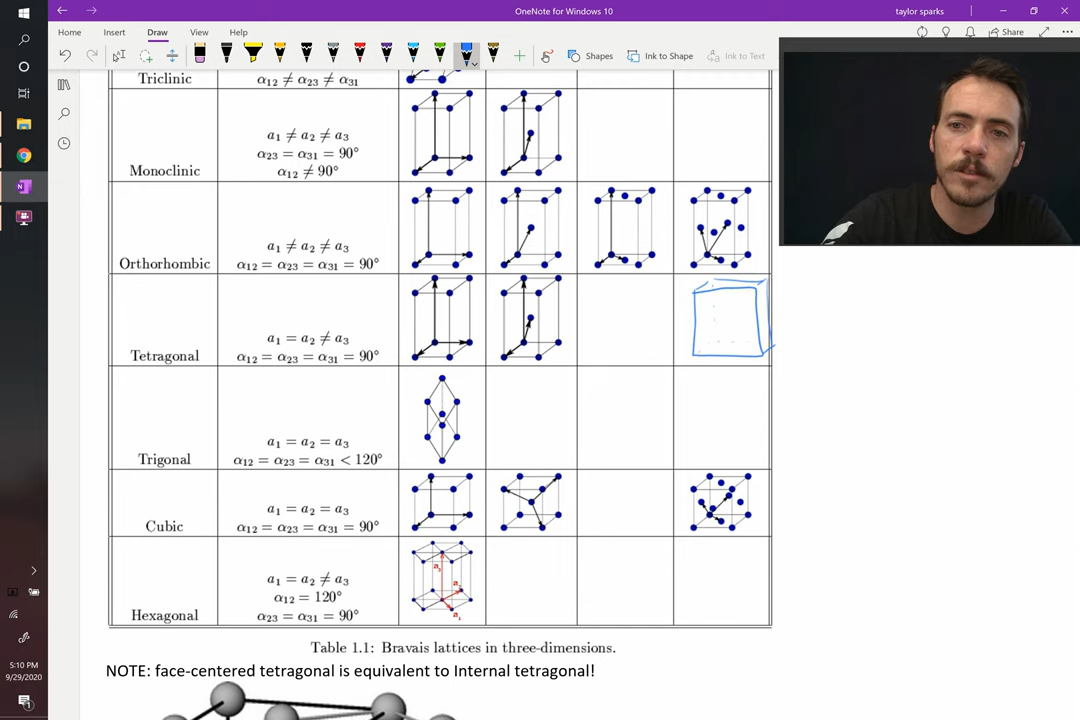 OneNote for Windows 10
taylor sparks
Home Insert Draw View Help
Share
Shapes Ink to Shape Ink to Text
Triclinic α12 ≠ α23 ≠ α31
a1 ≠ a2 ≠ a3
α23 = α31 = 90°
Monoclinic α12 ≠ 90°
a1 ≠ a2 ≠ a3
Orthorhombic α12 = α23 = α31 = 90°
a1 = a2 ≠ a3
Tetragonal α12 = α23 = α31 = 90°
a1 = a2 = a3
Trigonal α12 = α23 = α31 < 120°
a1 = a2 = a3
Cubic α12 = α23 = α31 = 90°
a1 = a2 ≠ a3
α12 = 120°
Hexagonal α23 = α31 = 90°
a1
Table 1.1: Bravais lattices in three-dimensions.
NOTE: face-centered tetragonal is equivalent to Internal tetragonal!
5:10 PM
9/29/2020